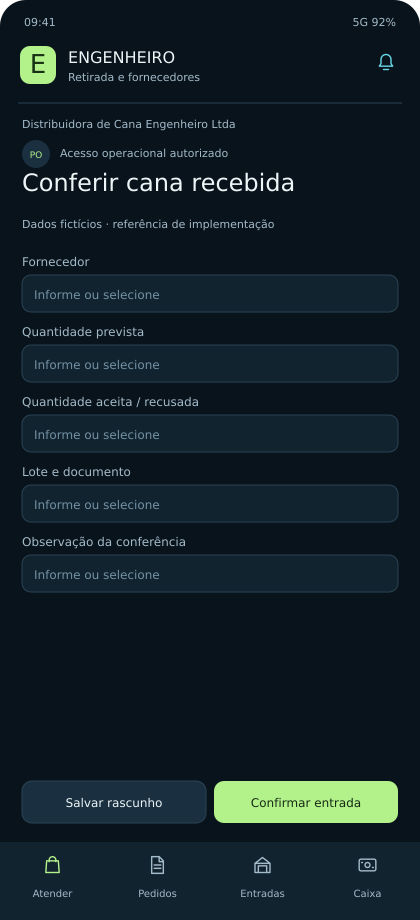 09:41 5G 92%
E ENGENHEIRO
Retirada e fornecedores
Distribuidora de Cana Engenheiro Ltda
PO Acesso operacional autorizado
Conferir cana recebida
Dados fictícios · referência de implementação
Fornecedor
Informe ou selecione
Quantidade prevista
Informe ou selecione
Quantidade aceita / recusada
Informe ou selecione
Lote e documento
Informe ou selecione
Observação da conferência
Informe ou selecione
Salvar rascunho Confirmar entrada
Atender Pedidos Entradas Caixa